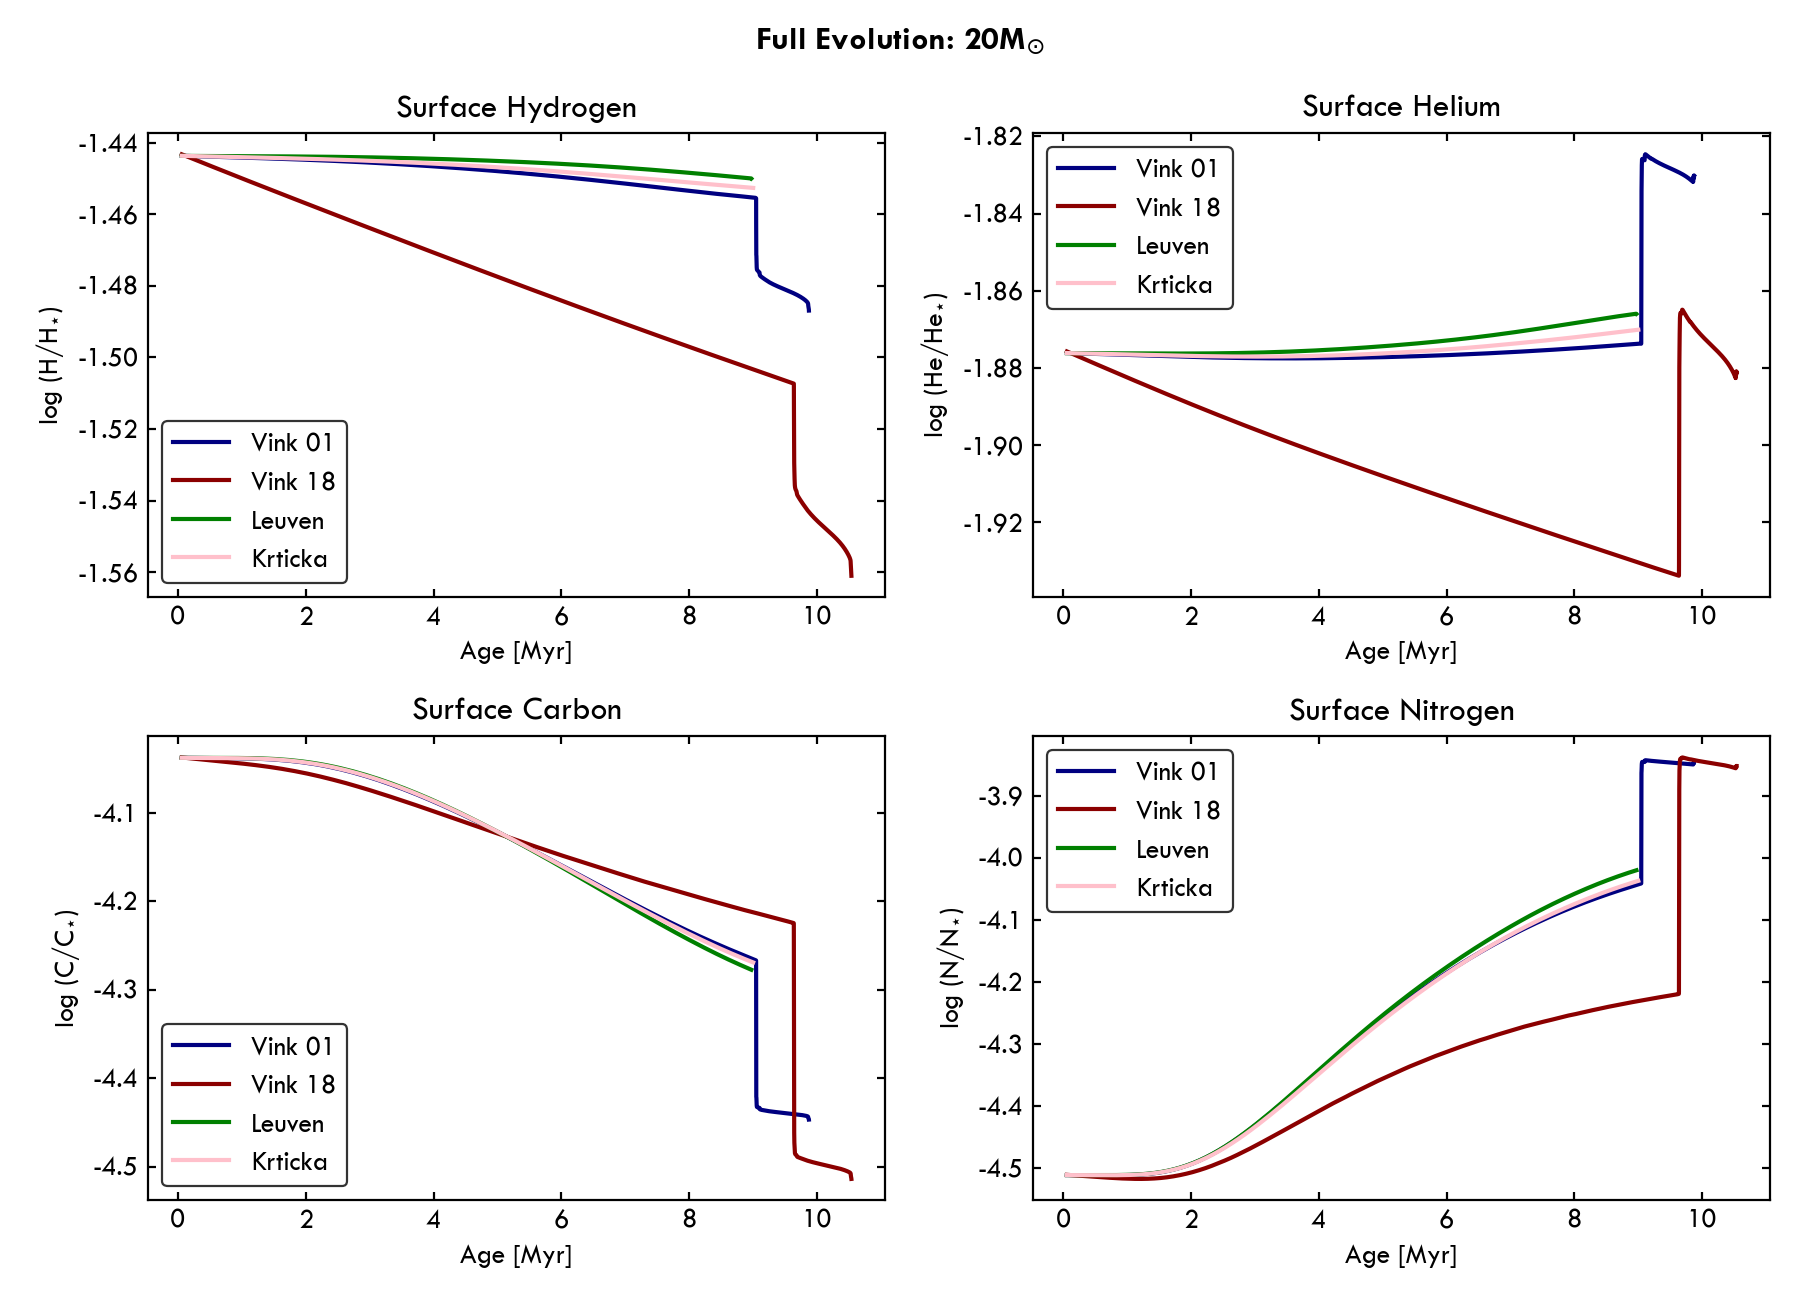 Full Evolution: 20M☉
Surface Hydrogen
log (H/H⋆)
-1.44
-1.46
-1.48
-1.50
-1.52
-1.54
-1.56
Vink 01
Vink 18
Leuven
Krticka
0 2 4 6 8 10
Age [Myr]
Surface Helium
log (He/He⋆)
-1.82
-1.84
-1.86
-1.88
-1.90
-1.92
Vink 01
Vink 18
Leuven
Krticka
0 2 4 6 8 10
Age [Myr]
Surface Carbon
log (C/C⋆)
-4.1
-4.2
-4.3
-4.4
-4.5
Vink 01
Vink 18
Leuven
Krticka
0 2 4 6 8 10
Age [Myr]
Surface Nitrogen
log (N/N⋆)
-3.9
-4.0
-4.1
-4.2
-4.3
-4.4
-4.5
Vink 01
Vink 18
Leuven
Krticka
0 2 4 6 8 10
Age [Myr]